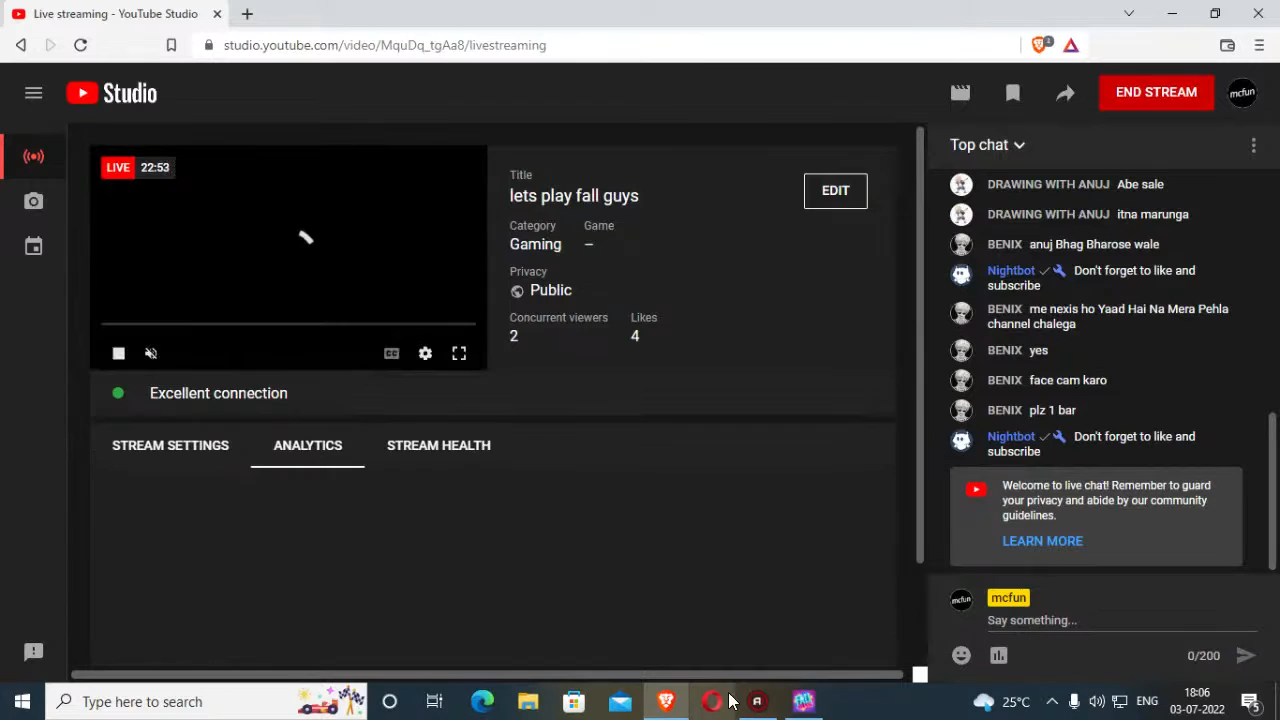 Live streaming - YouTube Studio
studio.youtube.com/video/MquDq_tgAa8/livestreaming
2
Studio
END STREAM
mcfun
LIVE 22:53
Title
lets play fall guys
EDIT
Category Game
Gaming –
Privacy
Public
Concurrent viewers Likes
2 4
CC
Excellent connection
STREAM SETTINGS ANALYTICS STREAM HEALTH
Top chat
DRAWING WITH ANUJ Abe sale
DRAWING WITH ANUJ itna marunga
BENIX anuj Bhag Bharose wale
Nightbot Don't forget to like and
subscribe
BENIX me nexis ho Yaad Hai Na Mera Pehla
channel chalega
BENIX yes
BENIX face cam karo
BENIX plz 1 bar
Nightbot Don't forget to like and
subscribe
Welcome to live chat! Remember to guard
your privacy and abide by our community
guidelines.
LEARN MORE
mcfun
mcfun
Say something...
0/200
Type here to search
A
25°C
ENG
18:06
03-07-2022
5